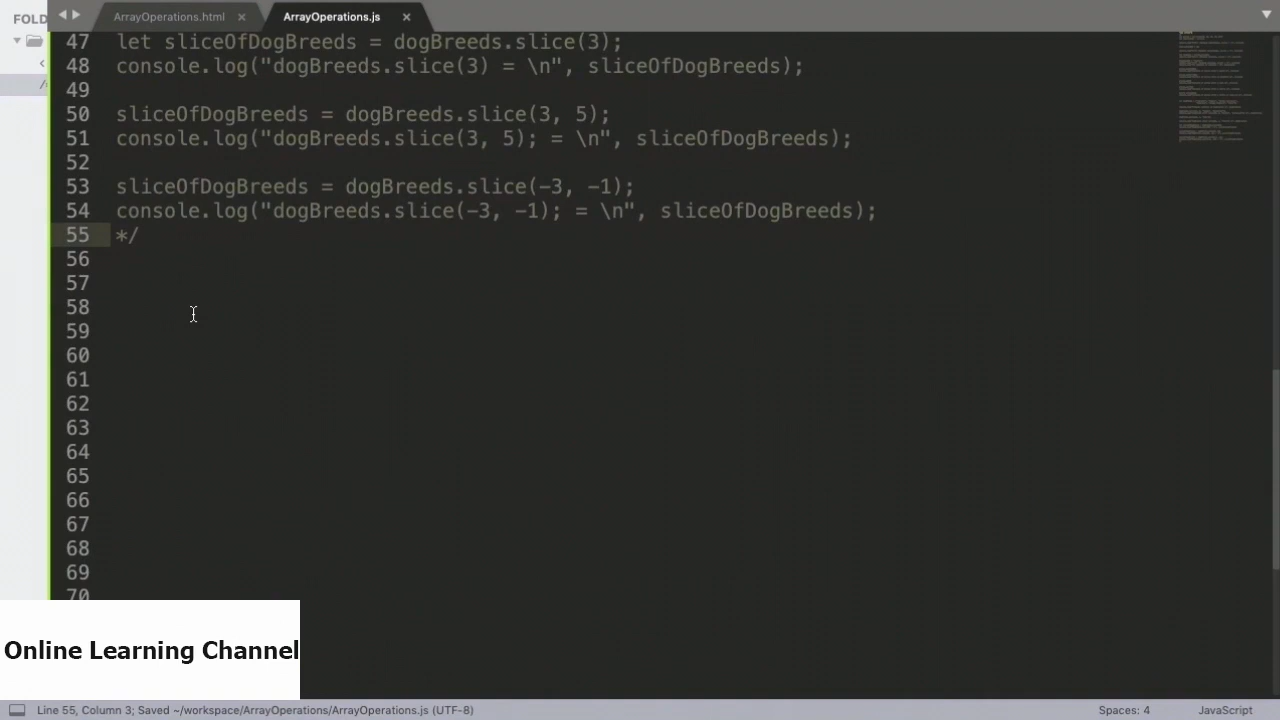 FOLD
ArrayOperations.html
ArrayOperations.js
47 let sliceOfDogBreeds = dogBreeds.slice(3);
48 console.log("dogBreeds.slice(3) = \n", sliceOfDogBreeds);
49
50 sliceOfDogBreeds = dogBreeds.slice(3, 5);
51 console.log("dogBreeds.slice(3, 5)  = \n", sliceOfDogBreeds);
52
53 sliceOfDogBreeds = dogBreeds.slice(-3, -1);
54 console.log("dogBreeds.slice(-3, -1); = \n", sliceOfDogBreeds);
55 */
56
57
58
59
60
61
62
63
64
65
66
67
68
69
70
Online Learning Channel
Line 55, Column 3; Saved ~/workspace/ArrayOperations/ArrayOperations.js (UTF-8)
Spaces: 4
JavaScript